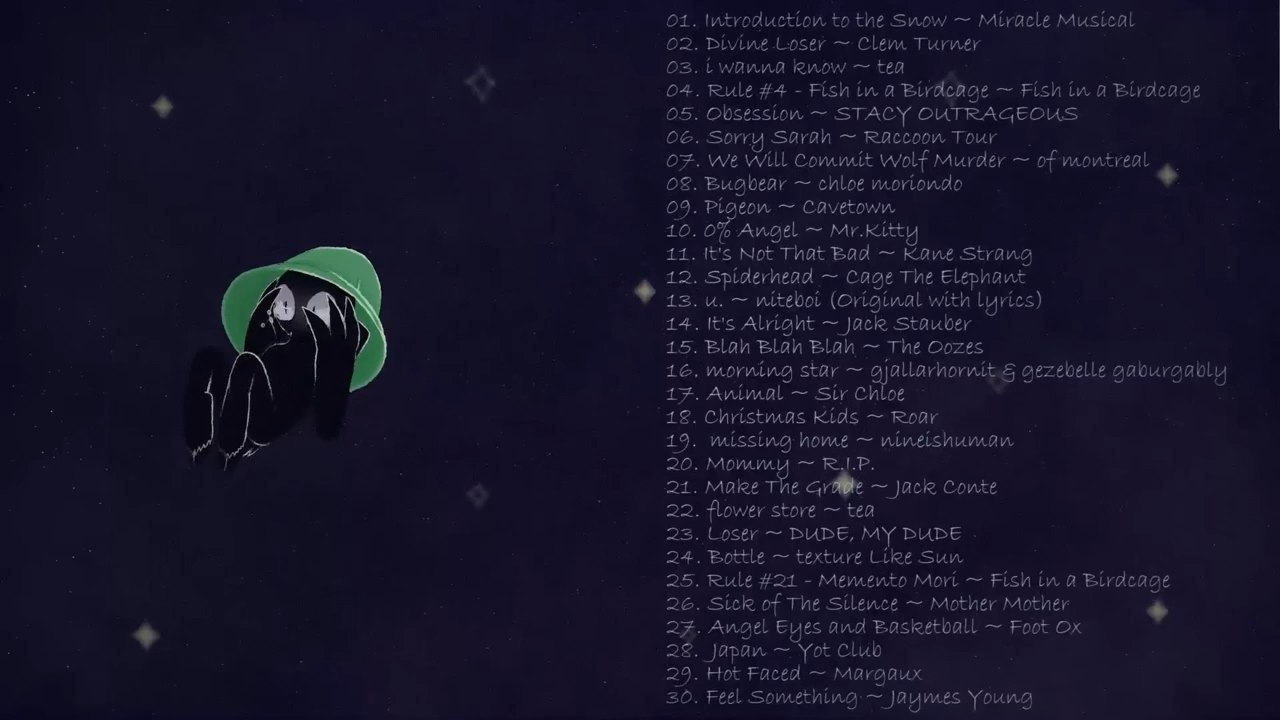 01. Introduction to the Snow ~ Miracle Musical
02. Divine Loser ~ Clem Turner
03. i wanna know ~ tea
04. Rule #4 - Fish in a Birdcage ~ Fish in a Birdcage
05. Obsession ~ STACY OUTRAGEOUS
06. Sorry Sarah ~ Raccoon Tour
07. We Will Commit Wolf Murder ~ of montreal
08. Bugbear ~ chloe moriondo
09. Pigeon ~ Cavetown
10. 0% Angel ~ Mr.Kitty
11. It's Not That Bad ~ Kane Strang
12. Spiderhead ~ Cage The Elephant
13. u. ~ niteboi (Original with lyrics)
14. It's Alright ~ Jack Stauber
15. Blah Blah Blah ~ The Oozes
16. morning star ~ gjallarhornit & gezebelle gaburgably
17. Animal ~ Sir Chloe
18. Christmas Kids ~ Roar
19. missing home ~ nineishuman
20. Mommy ~ R.I.P.
21. Make The Grade ~ Jack Conte
22. flower store ~ tea
23. Loser ~ DUDE, MY DUDE
24. Bottle ~ texture Like Sun
25. Rule #21 - Memento Mori ~ Fish in a Birdcage
26. Sick of The Silence ~ Mother Mother
27. Angel Eyes and Basketball ~ Foot Ox
28. Japan ~ Yot Club
29. Hot Faced ~ Margaux
30. Feel Something ~ Jaymes Young